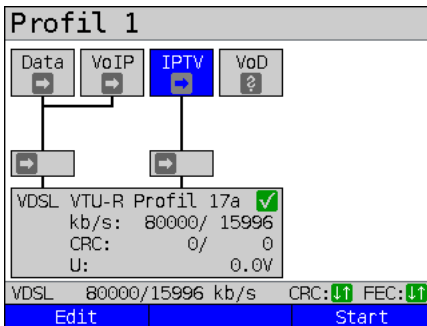 Profil 1
Data VoIP IPTV VoD
VDSL VTU-R Profil 17a
kb/s: 80000/ 15996
CRC: 0/ 0
U: 0.0V
VDSL 80000/15996 kb/s CRC: FEC:
Edit Start